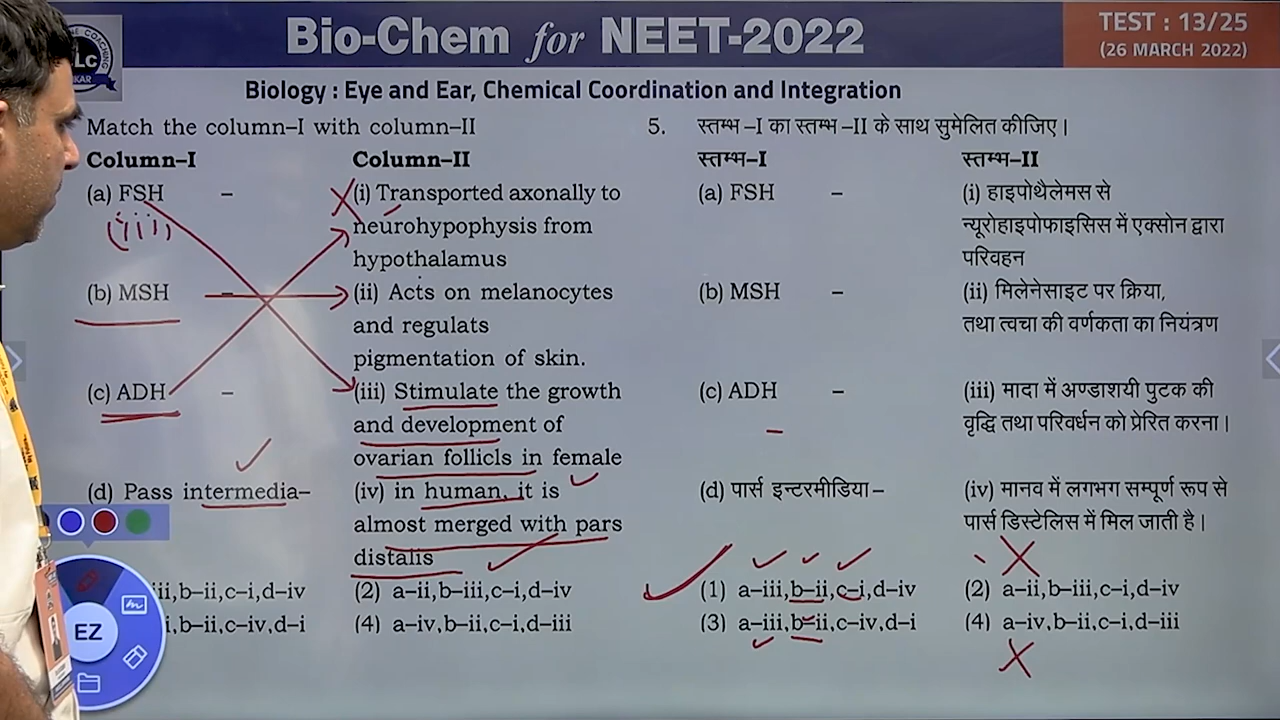 Bio-Chem for NEET-2022
TEST : 13/25
(26 MARCH 2022)
Biology : Eye and Ear, Chemical Coordination and Integration
Match the column–I with column–II
Column–I
Column–II
(a) FSH –
(i) Transported axonally to
neurohypophysis from
hypothalamus
(iii)
(b) MSH –
(ii) Acts on melanocytes
and regulats
pigmentation of skin.
(c) ADH –
(iii) Stimulate the growth
and development of
ovarian follicls in female
(d) Pass intermedia–
(iv) in human, it is
almost merged with pars
distalis
iii,b–ii,c–i,d–iv
(2) a–ii,b–iii,c–i,d–iv
i,b–ii,c–iv,d–i
(4) a–iv,b–ii,c–i,d–iii
5. स्तम्भ–I का स्तम्भ–II के साथ सुमेलित कीजिए।
स्तम्भ–I
स्तम्भ–II
(a) FSH –
(i) हाइपोथैलेमस से
न्यूरोहाइपोफाइसिस में एक्सोन द्वारा
परिवहन
(b) MSH –
(ii) मिलेनेसाइट पर क्रिया,
तथा त्वचा की वर्णकता का नियंत्रण
(c) ADH –
(iii) मादा में अण्डाशयी पुटक की
वृद्धि तथा परिवर्धन को प्रेरित करना।
(d) पार्स इन्टरमीडिया–
(iv) मानव में लगभग सम्पूर्ण रूप से
पार्स डिस्टेलिस में मिल जाती है।
(1) a–iii,b–ii,c–i,d–iv
(2) a–ii,b–iii,c–i,d–iv
(3) a–iii,b–ii,c–iv,d–i
(4) a–iv,b–ii,c–i,d–iii
EZ